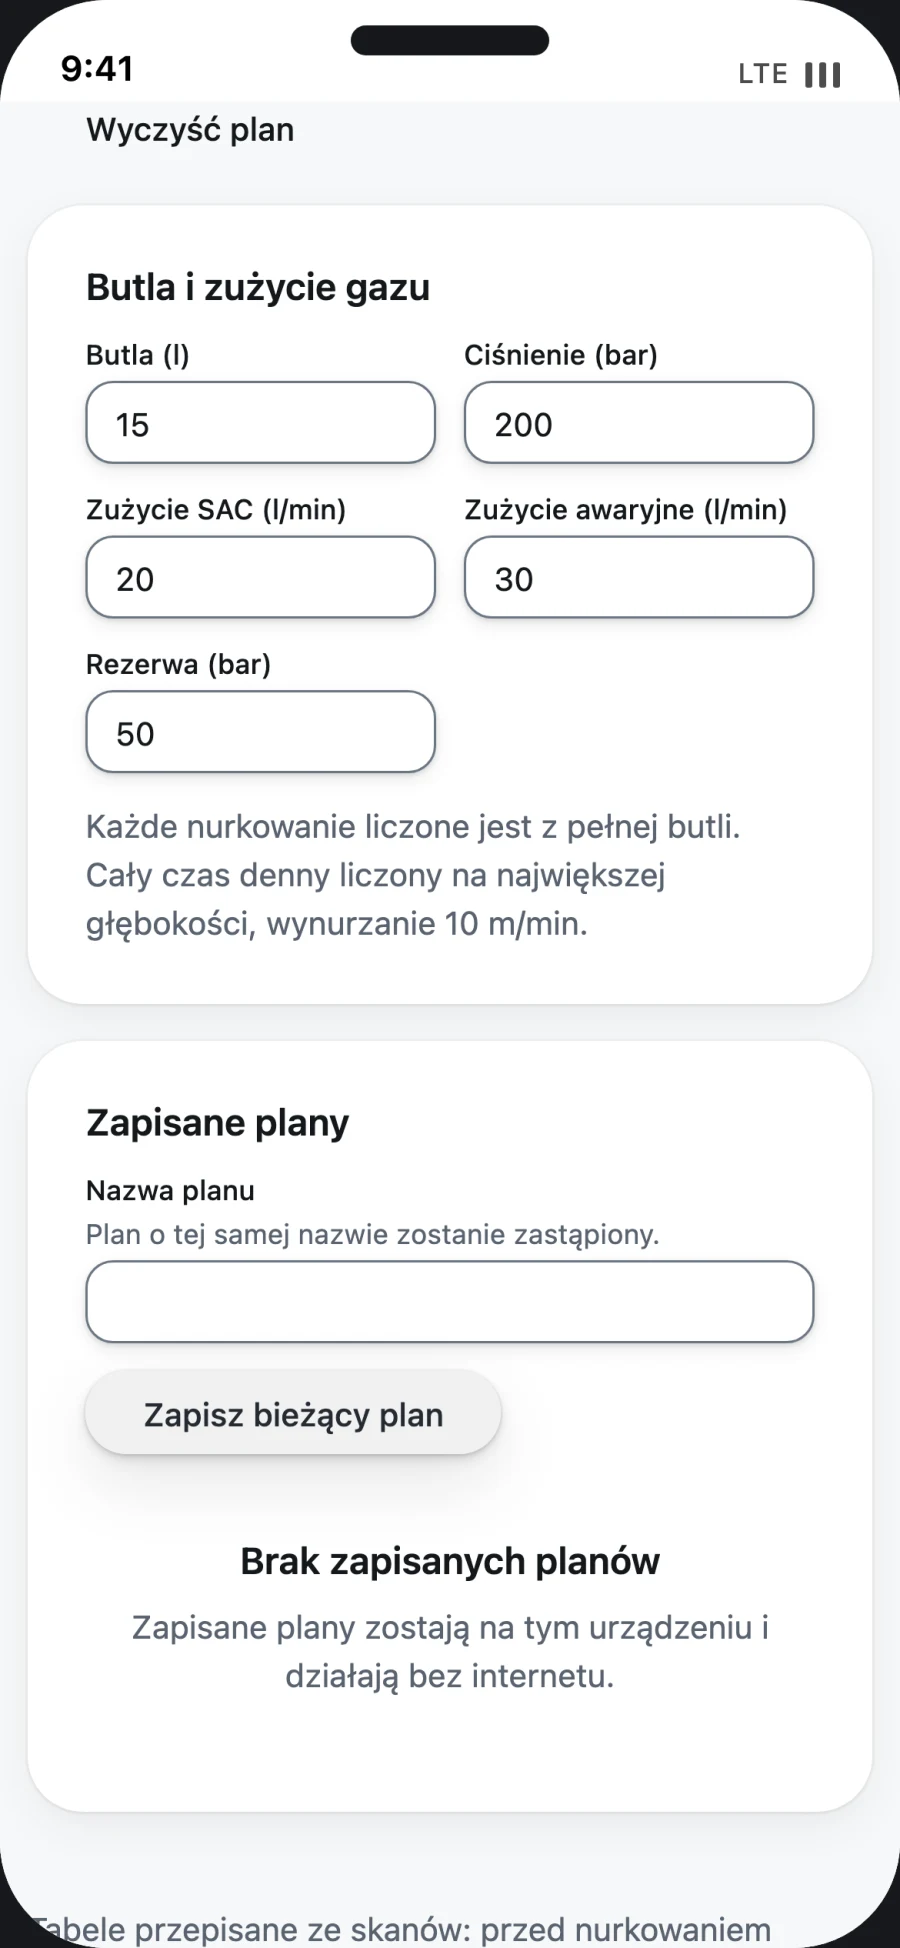 9:41
LTE
Wyczyść plan
Butla i zużycie gazu
Butla (l)
Ciśnienie (bar)
15
200
Zużycie SAC (l/min)
Zużycie awaryjne (l/min)
20
30
Rezerwa (bar)
50
Każde nurkowanie liczone jest z pełnej butli.
Cały czas denny liczony na największej
głębokości, wynurzanie 10 m/min.
Zapisane plany
Nazwa planu
Plan o tej samej nazwie zostanie zastąpiony.
Zapisz bieżący plan
Brak zapisanych planów
Zapisane plany zostają na tym urządzeniu i
działają bez internetu.
Tabele przepisane ze skanów: przed nurkowaniem